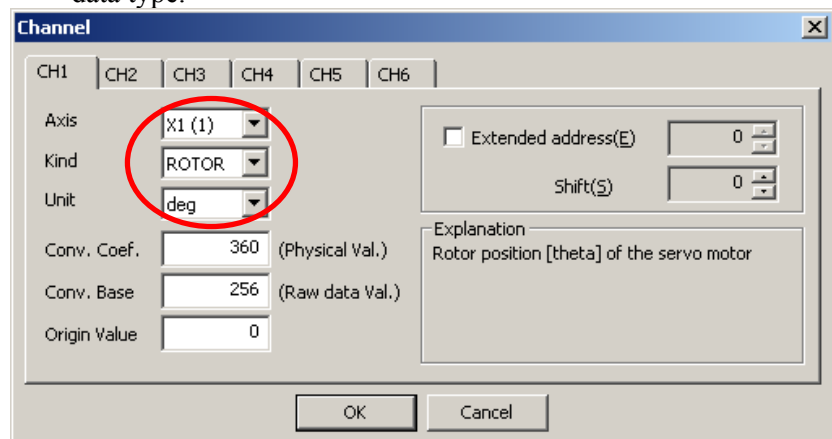 data type.
Channel
CH1 CH2 CH3 CH4 CH5 CH6
Axis X1 (1)
Kind ROTOR
Unit deg
Conv. Coef. 360 (Physical Val.)
Conv. Base 256 (Raw data Val.)
Origin Value 0
Extended address(E) 0
Shift(S) 0
Explanation
Rotor position [theta] of the servo motor
OK Cancel